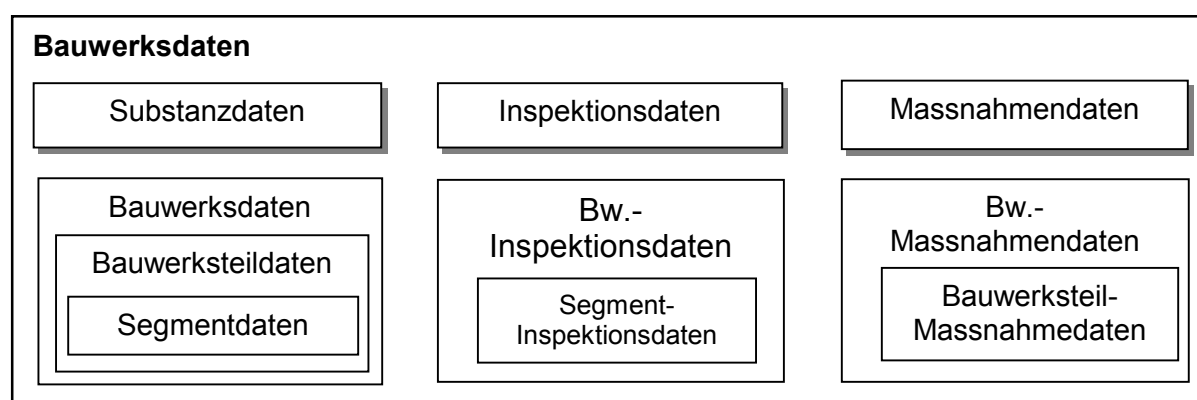 Bauwerksdaten
Substanzdaten
Inspektionsdaten
Massnahmendaten
Bauwerksdaten
Bauwerksteildaten
Segmentdaten
Bw.-
Inspektionsdaten
Segment-
Inspektionsdaten
Bw.-
Massnahmendaten
Bauwerksteil-
Massnahmedaten